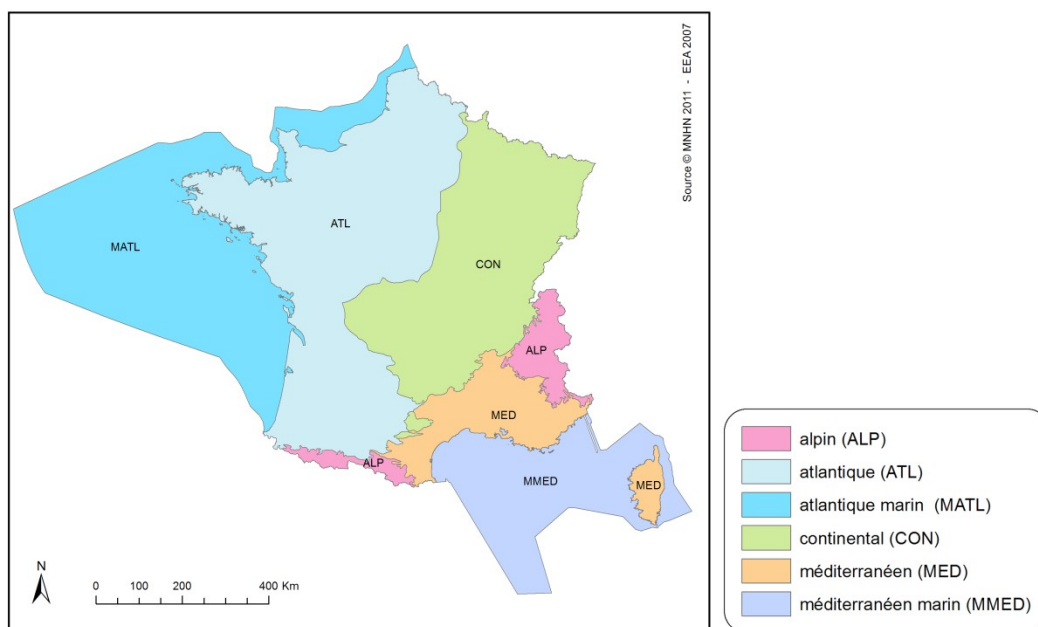 Source © MNHN 2011 - EEA 2007
ATL
MATL
CON
ALP
MED
ALP
MMED
MED
N
0 100 200 400 Km
alpin (ALP)
atlantique (ATL)
atlantique marin (MATL)
continental (CON)
méditerranéen (MED)
méditerranéen marin (MMED)